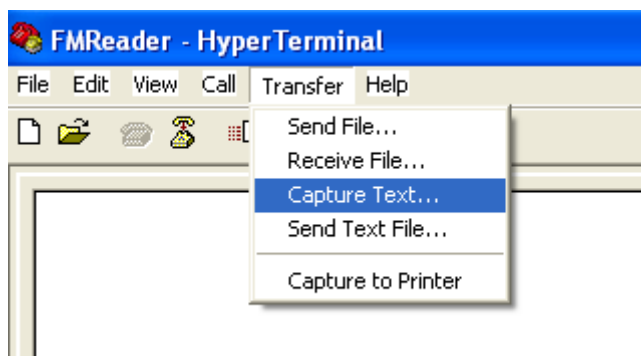 FMReader - HyperTerminal
File Edit View Call Transfer Help
Send File...
Receive File...
Capture Text...
Send Text File...
Capture to Printer